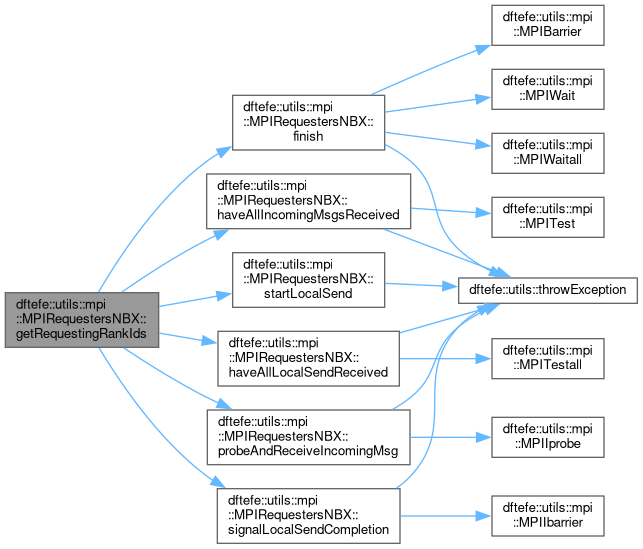 dftefe::utils::mpi
::MPIRequestersNBX::
getRequestingRankIds
dftefe::utils::mpi
::MPIRequestersNBX::
finish
dftefe::utils::mpi
::MPIRequestersNBX::
haveAllIncomingMsgsReceived
dftefe::utils::mpi
::MPIRequestersNBX::
startLocalSend
dftefe::utils::mpi
::MPIRequestersNBX::
haveAllLocalSendReceived
dftefe::utils::mpi
::MPIRequestersNBX::
probeAndReceiveIncomingMsg
dftefe::utils::mpi
::MPIRequestersNBX::
signalLocalSendCompletion
dftefe::utils::mpi
::MPIBarrier
dftefe::utils::mpi
::MPIWait
dftefe::utils::mpi
::MPIWaitall
dftefe::utils::mpi
::MPITest
dftefe::utils::throwException
dftefe::utils::mpi
::MPITestall
dftefe::utils::mpi
::MPIIprobe
dftefe::utils::mpi
::MPIIbarrier